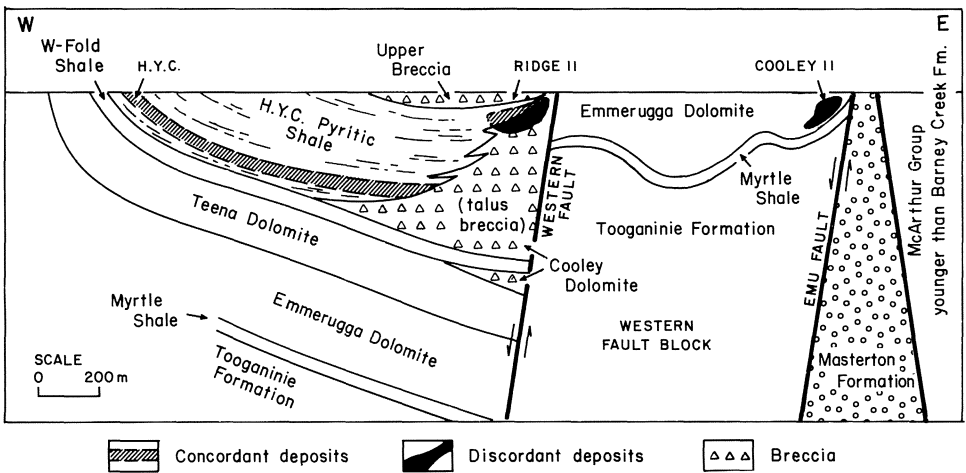 W
E
W-Fold
Shale
H.Y.C.
Upper
Breccia
RIDGE II
COOLEY II
H.Y.C. Pyritic
Shale
Emmerugga Dolomite
Myrtle
Shale
(talus
breccia)
WESTERN
FAULT
Teena Dolomite
Tooganinie Formation
Cooley
Dolomite
EMU FAULT
McArthur Group
younger than Barney Creek Fm.
Myrtle
Shale
Emmerugga Dolomite
WESTERN
FAULT BLOCK
Masterton
Formation
Tooganinie
Formation
SCALE
0 200 m
Concordant deposits
Discordant deposits
Breccia